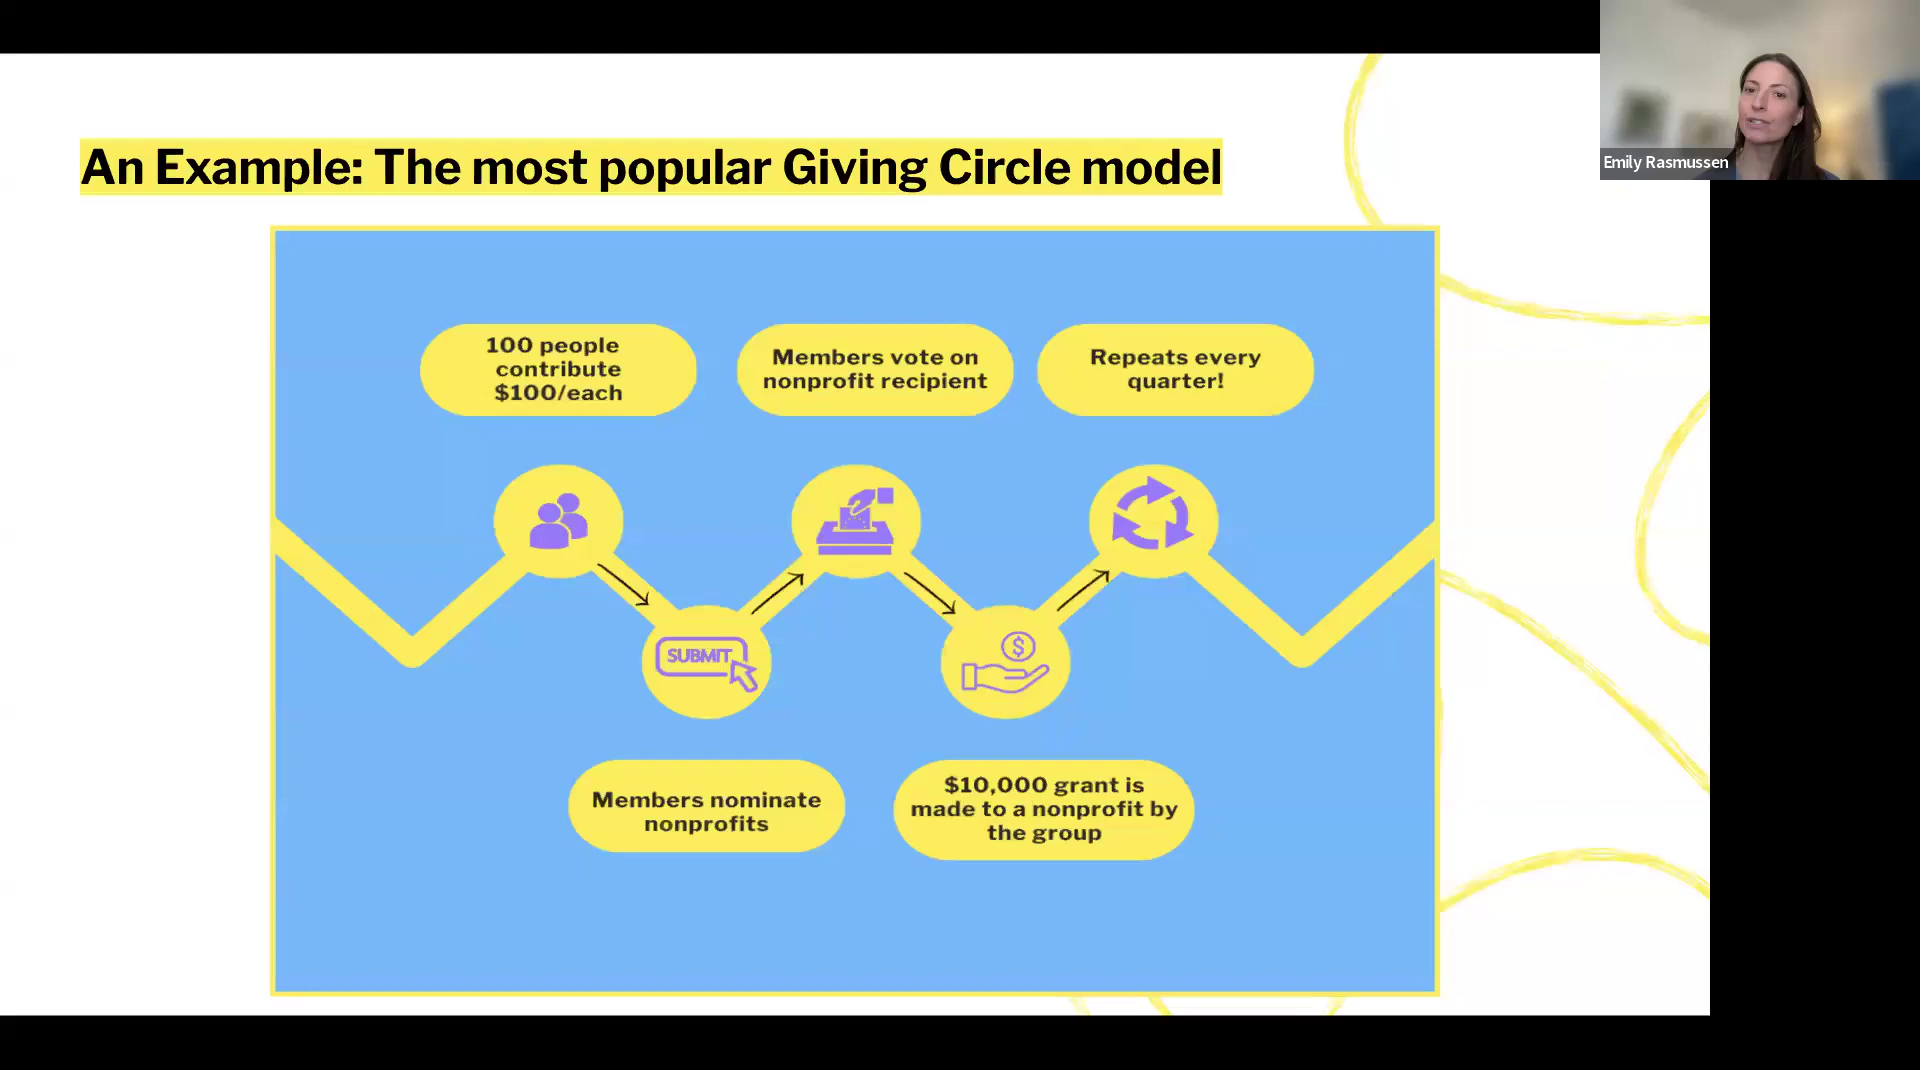 Emily Rasmussen
An Example: The most popular Giving Circle model
100 people
contribute
$100/each
Members vote on
nonprofit recipient
Repeats every
quarter!
SUBMIT
$
Members nominate
nonprofits
$10,000 grant is
made to a nonprofit by
the group